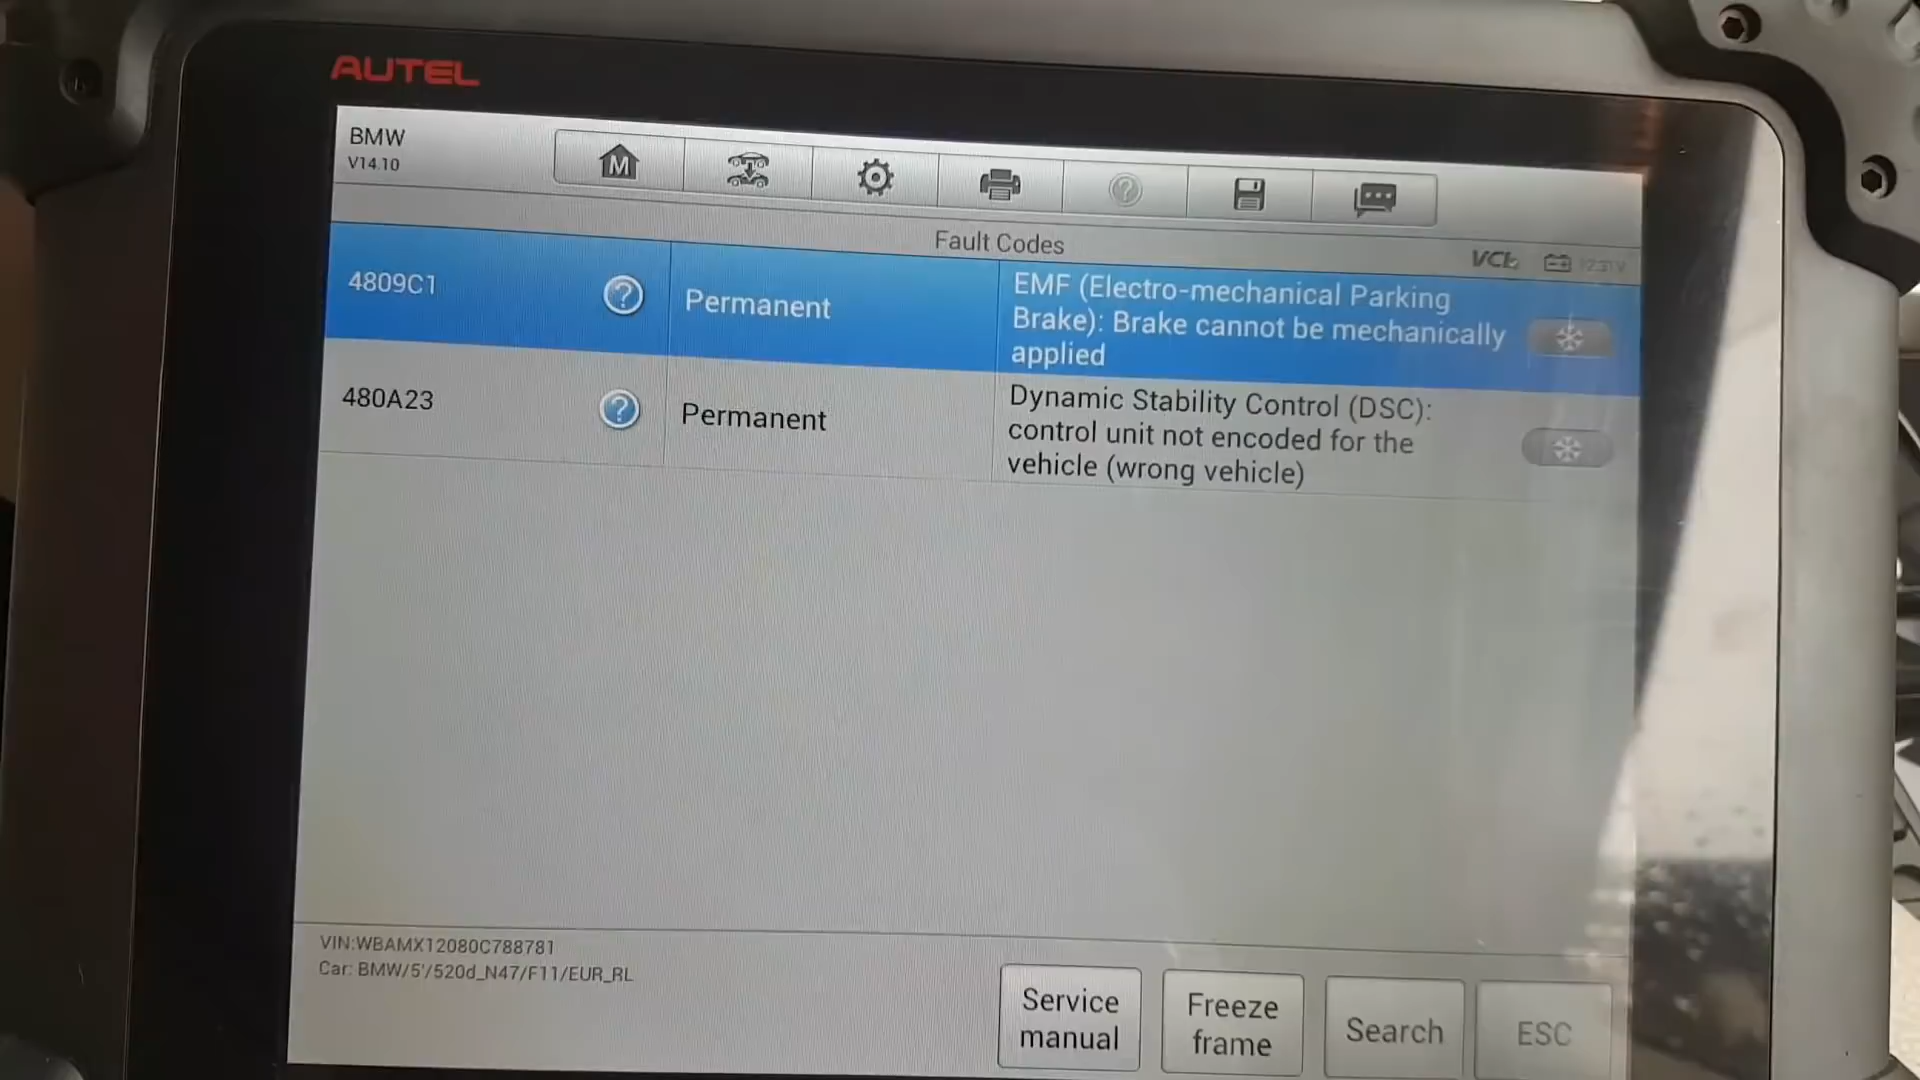 AUTEL
BMW
V14.10
M
Fault Codes
VCI
4809C1
Permanent
EMF (Electro-mechanical Parking
Brake): Brake cannot be mechanically
applied
480A23
Permanent
Dynamic Stability Control (DSC):
control unit not encoded for the
vehicle (wrong vehicle)
VIN:WBAMX12080C788781
Car: BMW/5'/520d_N47/F11/EUR_RL
Service
manual
Freeze
frame
Search
ESC